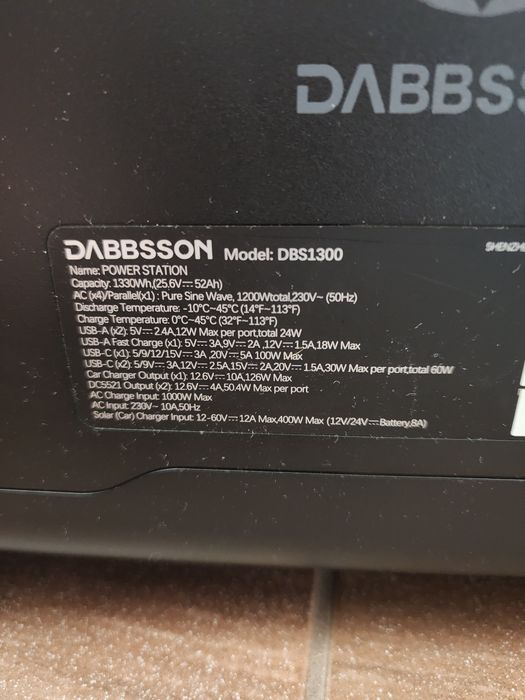 DABBSS
DABBSSON Model: DBS1300
SHENZH
Name: POWER STATION
Capacity: 1330Wh,(25.6V⎓52Ah)
AC (x4)/Parallel(x1) : Pure Sine Wave, 1200Wtotal,230V~ (50Hz)
Discharge Temperature: -10°C~45°C (14°F~113°F)
Charge Temperature: 0°C~45°C (32°F~113°F)
USB-A (x2): 5V⎓2.4A,12W Max per port,total 24W
USB-A Fast Charge (x1): 5V⎓3A,9V⎓2A ,12V⎓1.5A,18W Max
USB-C (x1): 5/9/12/15V⎓3A ,20V⎓5A 100W Max
USB-C (x2): 5/9V⎓3A,12V⎓2.5A,15V⎓2A,20V⎓1.5A,30W Max per port,total 60W
Car Charger Output (x1): 12.6V⎓10A,126W Max
DC5521 Output (x2): 12.6V⎓4A,50.4W Max per port
AC Charge Input: 1000W Max
AC Input: 230V~ 10A,50Hz
Solar (Car) Charger Input: 12-60V⎓12A Max,400W Max (12V/24V⎓Battery,8A)